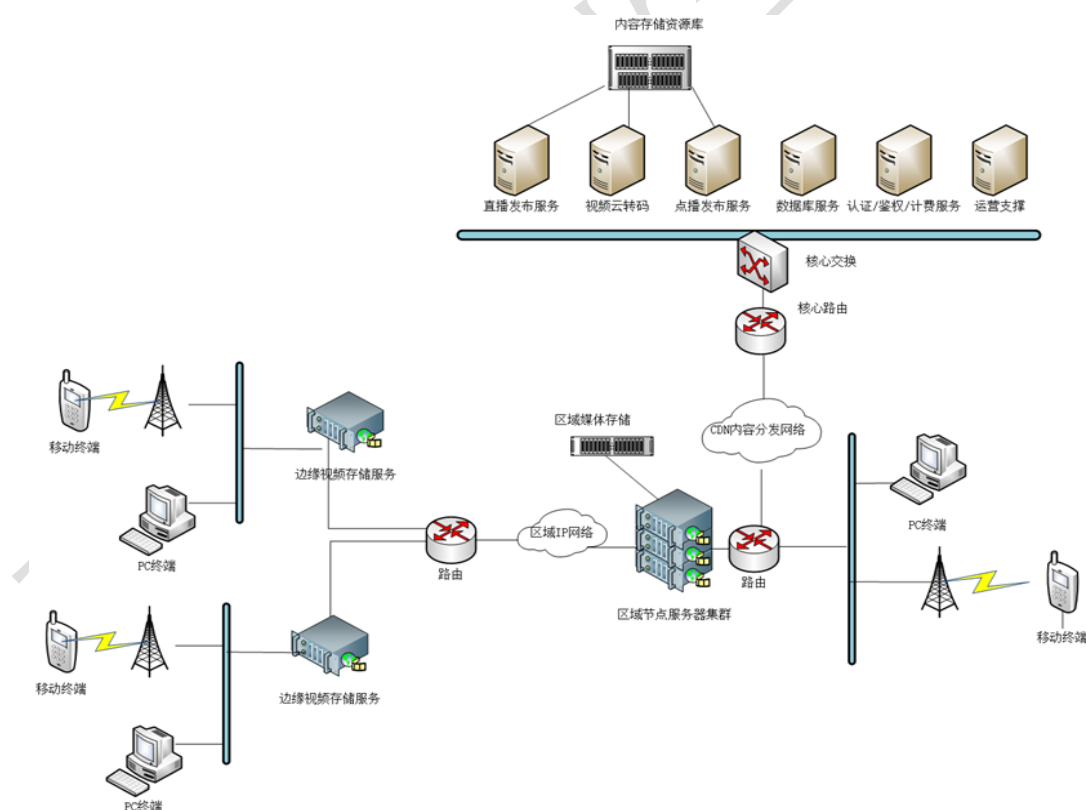 内容存储资源库
直播发布服务
视频云转码
点播发布服务
数据库服务
认证/鉴权/计费服务
运营支撑
核心交换
核心路由
移动终端
边缘视频存储服务
PC终端
区域媒体存储
CDN内容分发网络
PC终端
区域IP网络
路由
路由
区域节点服务器集群
移动终端
移动终端
边缘视频存储服务
PC终端